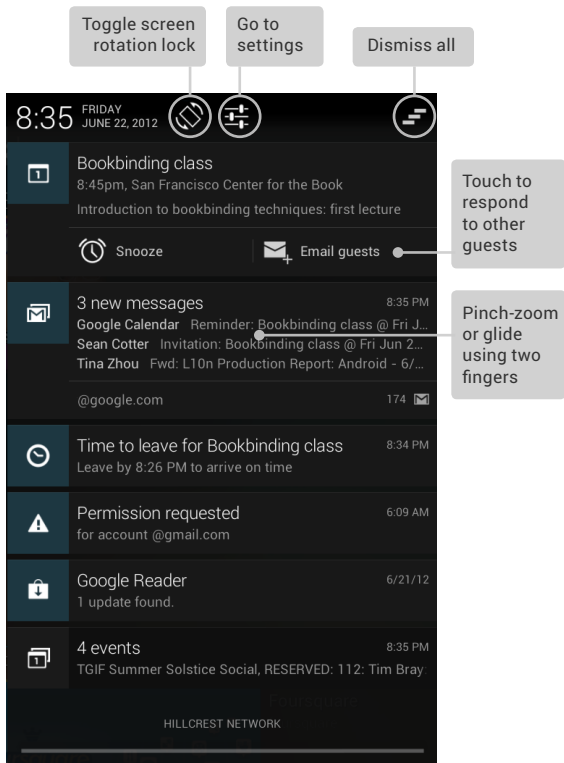 Toggle screen
rotation lock
Go to
settings
Dismiss all
8:35
FRIDAY
JUNE 22, 2012
1
Bookbinding class
8:45pm, San Francisco Center for the Book
Introduction to bookbinding techniques: first lecture
Snooze
Email guests
Touch to
respond
to other
guests
3 new messages 8:35 PM
Google Calendar Reminder: Bookbinding class @ Fri J...
Sean Cotter Invitation: Bookbinding class @ Fri Jun 2...
Tina Zhou Fwd: L10n Production Report: Android - 6/...
@google.com 174
Pinch-zoom
or glide
using two
fingers
Time to leave for Bookbinding class 8:34 PM
Leave by 8:26 PM to arrive on time
Permission requested 6:09 AM
for account @gmail.com
Google Reader 6/21/12
1 update found.
1
4 events 8:35 PM
TGIF Summer Solstice Social, RESERVED: 112: Tim Bray:
Foursquare
HILLCREST NETWORK